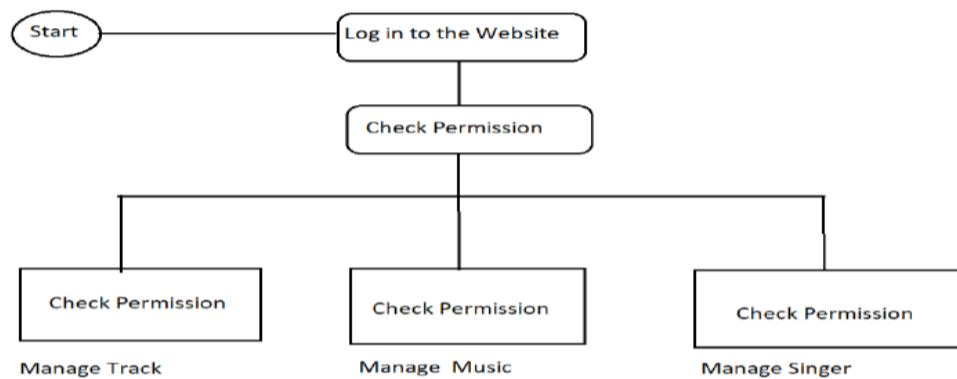 Start
Log in to the Website
Check Permission
Check Permission
Check Permission
Check Permission
Manage Track
Manage Music
Manage Singer